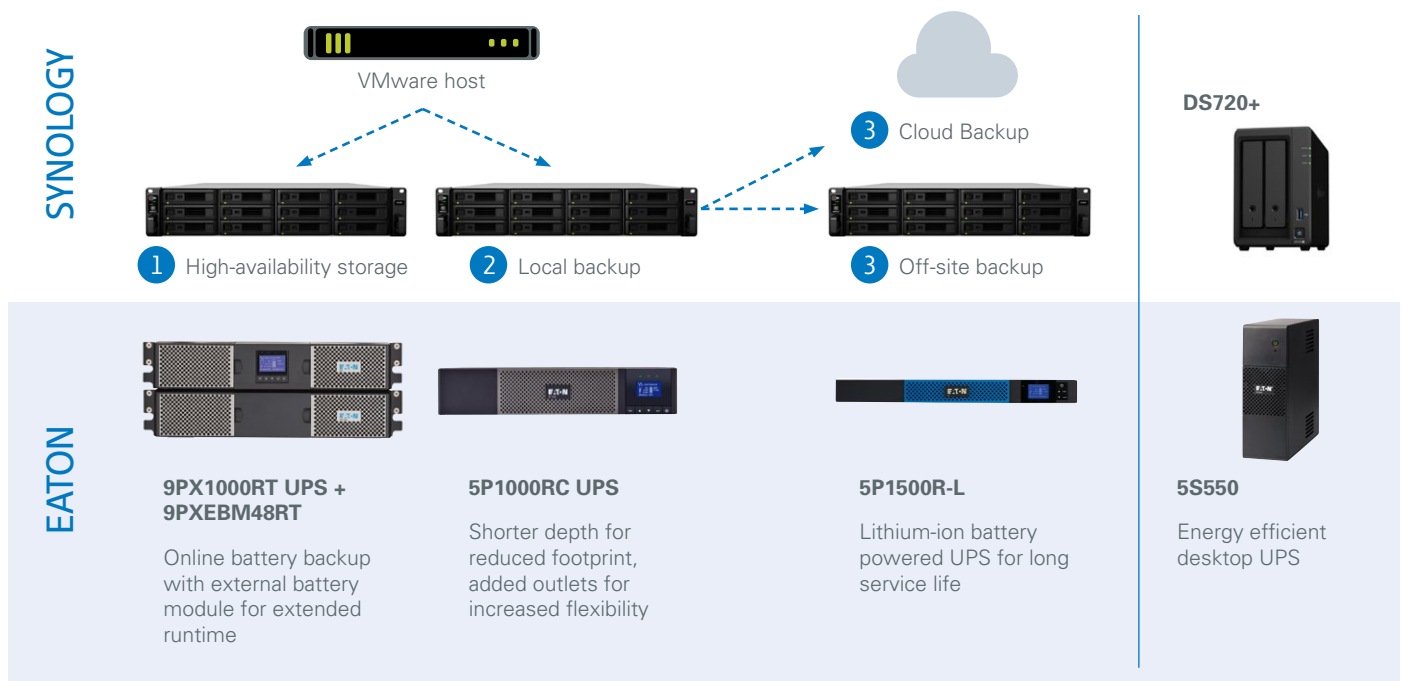 SYNOLOGY
VMware host
3 Cloud Backup
DS720+
1 High-availability storage
2 Local backup
3 Off-site backup
EATON
9PX1000RT UPS +
9PXEBM48RT
Online battery backup
with external battery
module for extended
runtime
5P1000RC UPS
Shorter depth for
reduced footprint,
added outlets for
increased flexibility
5P1500R-L
Lithium-ion battery
powered UPS for long
service life
5S550
Energy efficient
desktop UPS